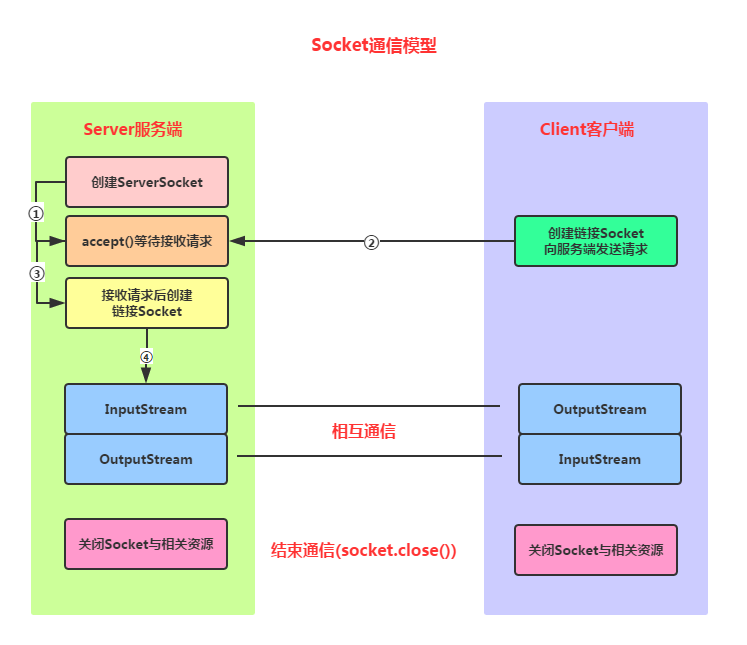 Socket通信模型
Server服务端
Client客户端
创建ServerSocket
①
accept()等待接收请求
②
创建链接Socket
向服务端发送请求
③
接收请求后创建
链接Socket
④
InputStream
OutputStream
相互通信
OutputStream
InputStream
关闭Socket与相关资源
结束通信(socket.close())
关闭Socket与相关资源